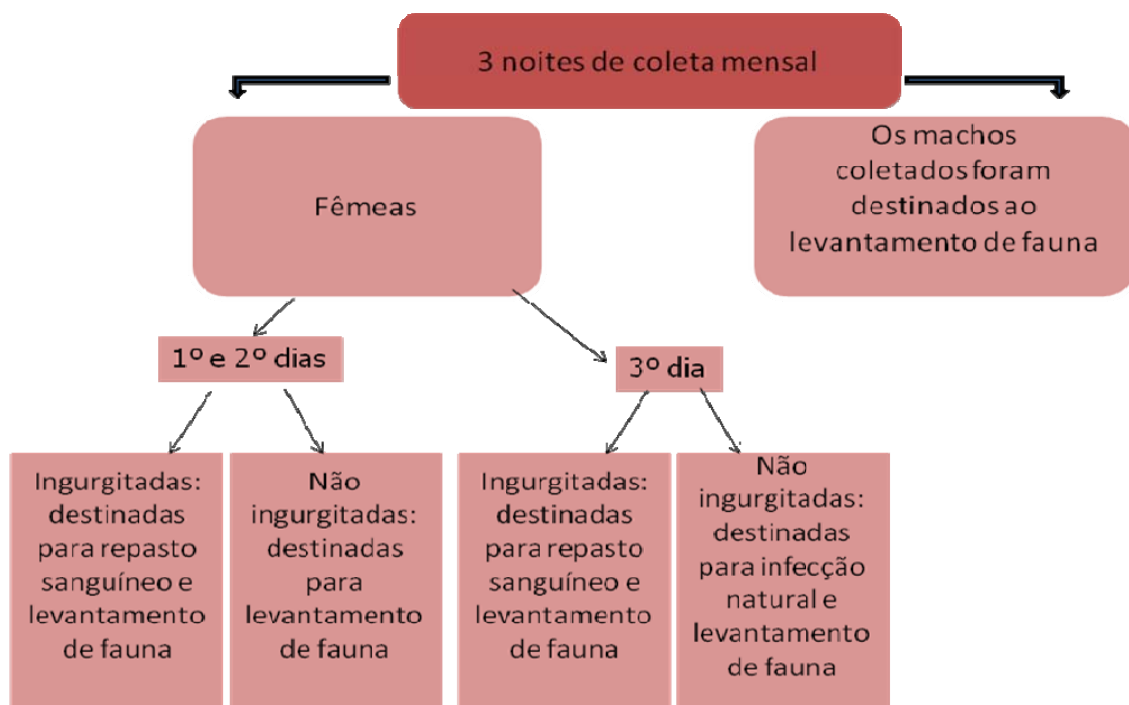 3 noites de coleta mensal
Fêmeas
Os machos
coletados foram
destinados ao
levantamento de fauna
1º e 2º dias
3º dia
Ingurgitadas:
destinadas
para repasto
sanguíneo e
levantamento
de fauna
Não
ingurgitadas:
destinadas
para
levantamento
de fauna
Ingurgitadas:
destinadas
para repasto
sanguíneo e
levantamento
de fauna
Não
ingurgitadas:
destinadas
para infecção
natural e
levantamento
de fauna